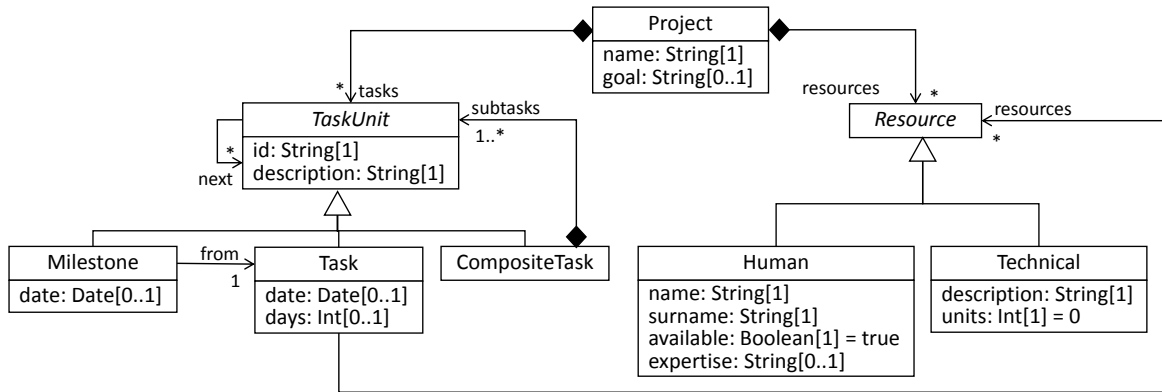 Project
name: String[1]
goal: String[0..1]
* tasks
resources
*
TaskUnit
id: String[1]
description: String[1]
*
next
subtasks
1..*
Resource
resources
*
Milestone
date: Date[0..1]
from
1
Task
date: Date[0..1]
days: Int[0..1]
CompositeTask
Human
name: String[1]
surname: String[1]
available: Boolean[1] = true
expertise: String[0..1]
Technical
description: String[1]
units: Int[1] = 0